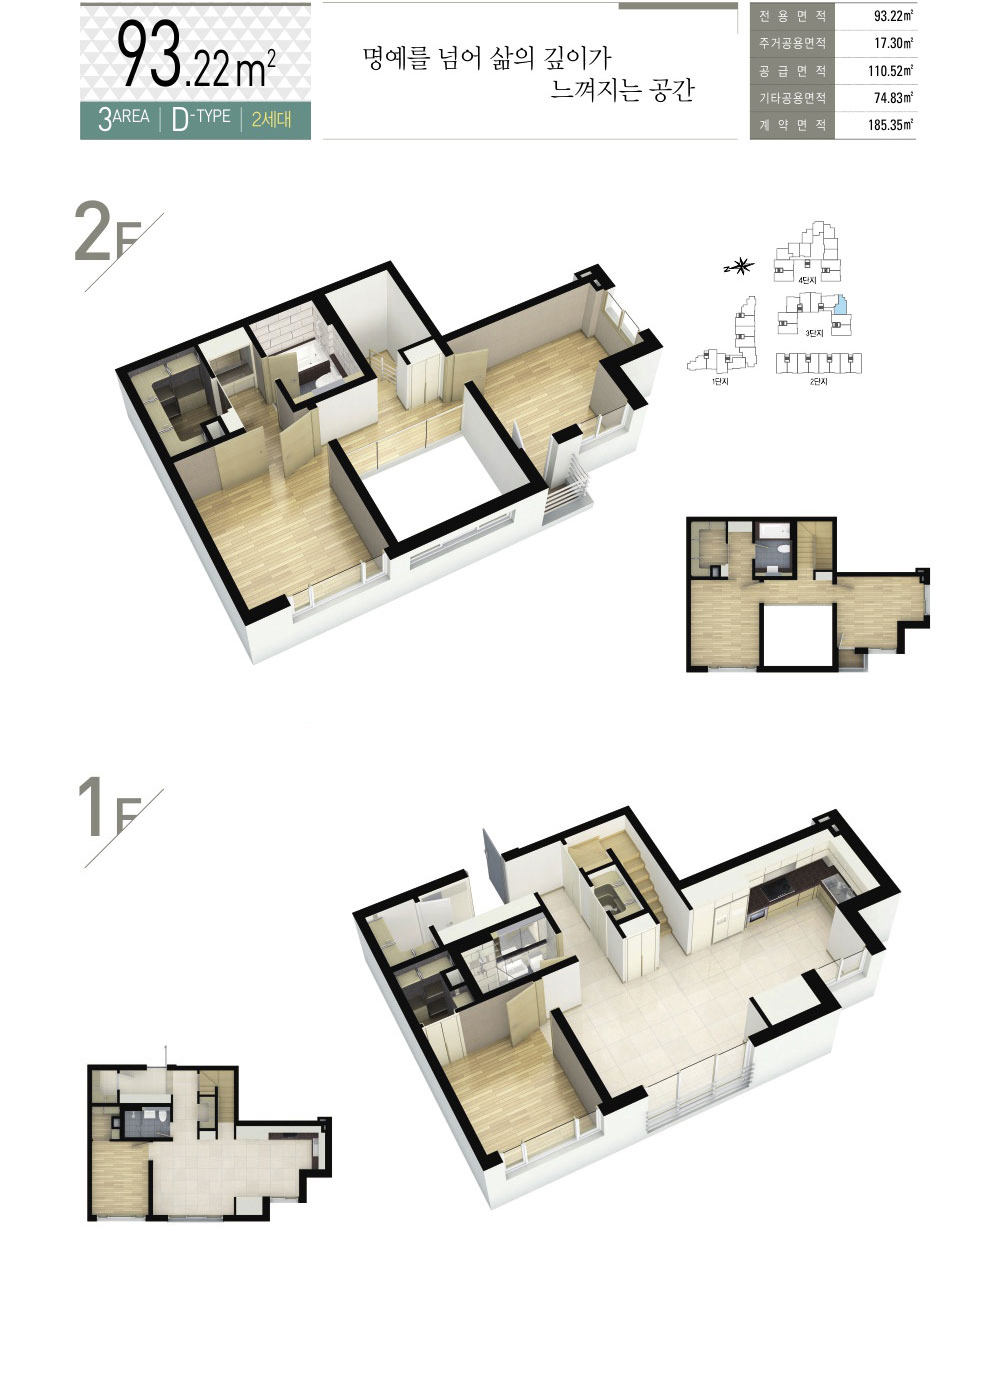 93.22m²
3AREA | D-TYPE | 2세대
명예를 넘어 삶의 깊이가
느껴지는 공간
전용면적 93.22㎡
주거공용면적 17.30㎡
공급면적 110.52㎡
기타공용면적 74.83㎡
계약면적 185.35㎡
2F
4단지
3단지
1단지
2단지
1F